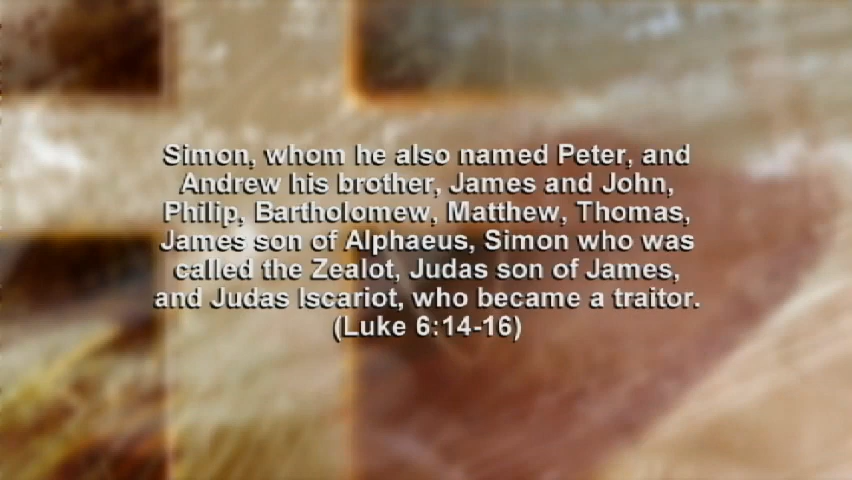 Simon, whom he also named Peter, and
Andrew his brother, James and John,
Philip, Bartholomew, Matthew, Thomas,
James son of Alphaeus, Simon who was
called the Zealot, Judas son of James,
and Judas Iscariot, who became a traitor.
(Luke 6:14-16)